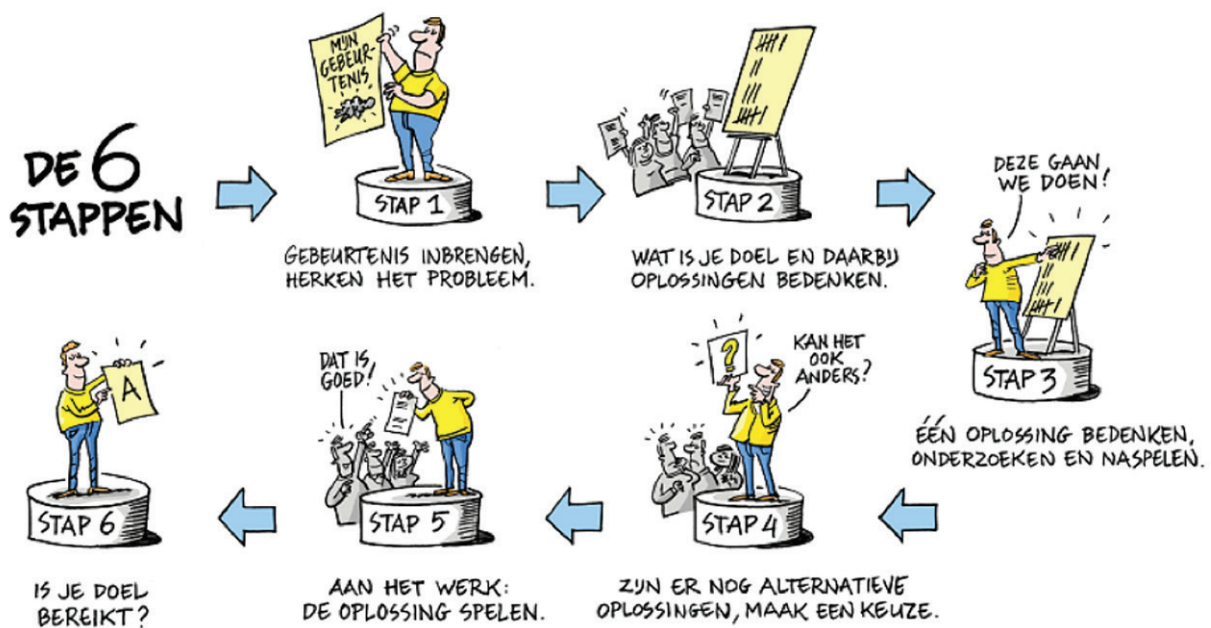 DE 6
STAPPEN
MIJN
GEBEUR-
TENIS
STAP 1
GEBEURTENIS INBRENGEN,
HERKEN HET PROBLEEM.
STAP 2
WAT IS JE DOEL EN DAARBIJ
OPLOSSINGEN BEDENKEN.
DEZE GAAN
WE DOEN!
STAP 3
ÉÉN OPLOSSING BEDENKEN,
ONDERZOEKEN EN NASPELEN.
?
KAN HET
OOK
ANDERS?
STAP 4
ZIJN ER NOG ALTERNATIEVE
OPLOSSINGEN, MAAK EEN KEUZE.
DAT IS
GOED!
STAP 5
AAN HET WERK:
DE OPLOSSING SPELEN.
A
STAP 6
IS JE DOEL
BEREIKT?